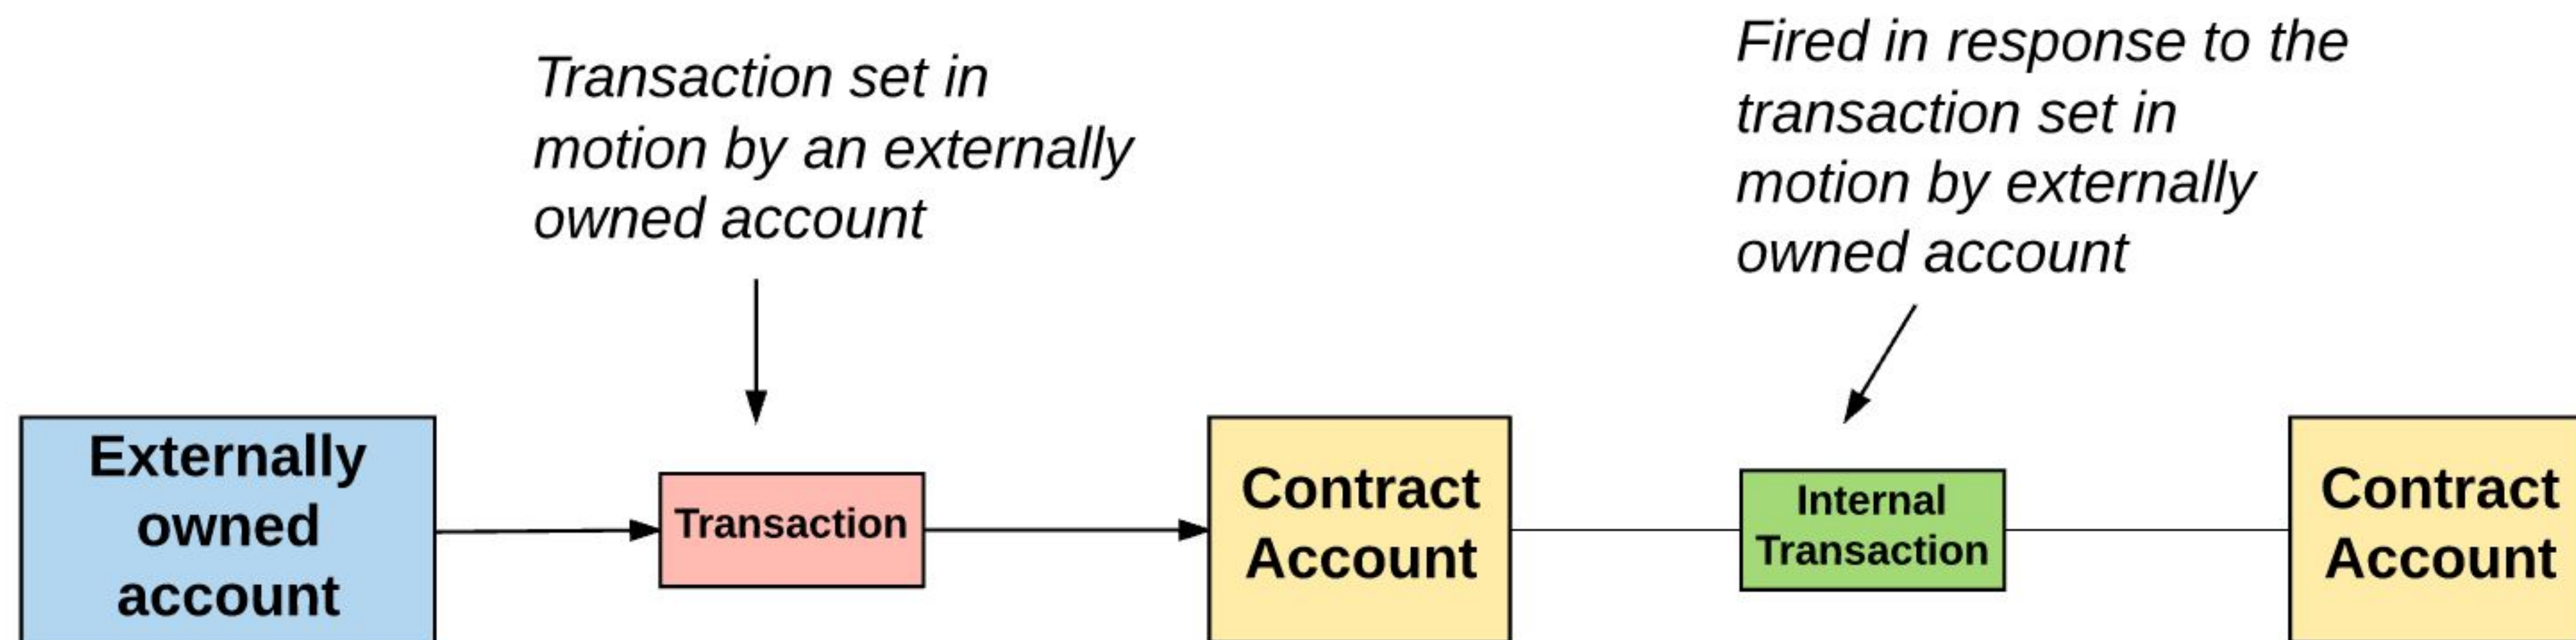 Transaction set in
motion by an externally
owned account
Fired in response to the
transaction set in
motion by externally
owned account
Externally
owned
account
Transaction
Contract
Account
Internal
Transaction
Contract
Account